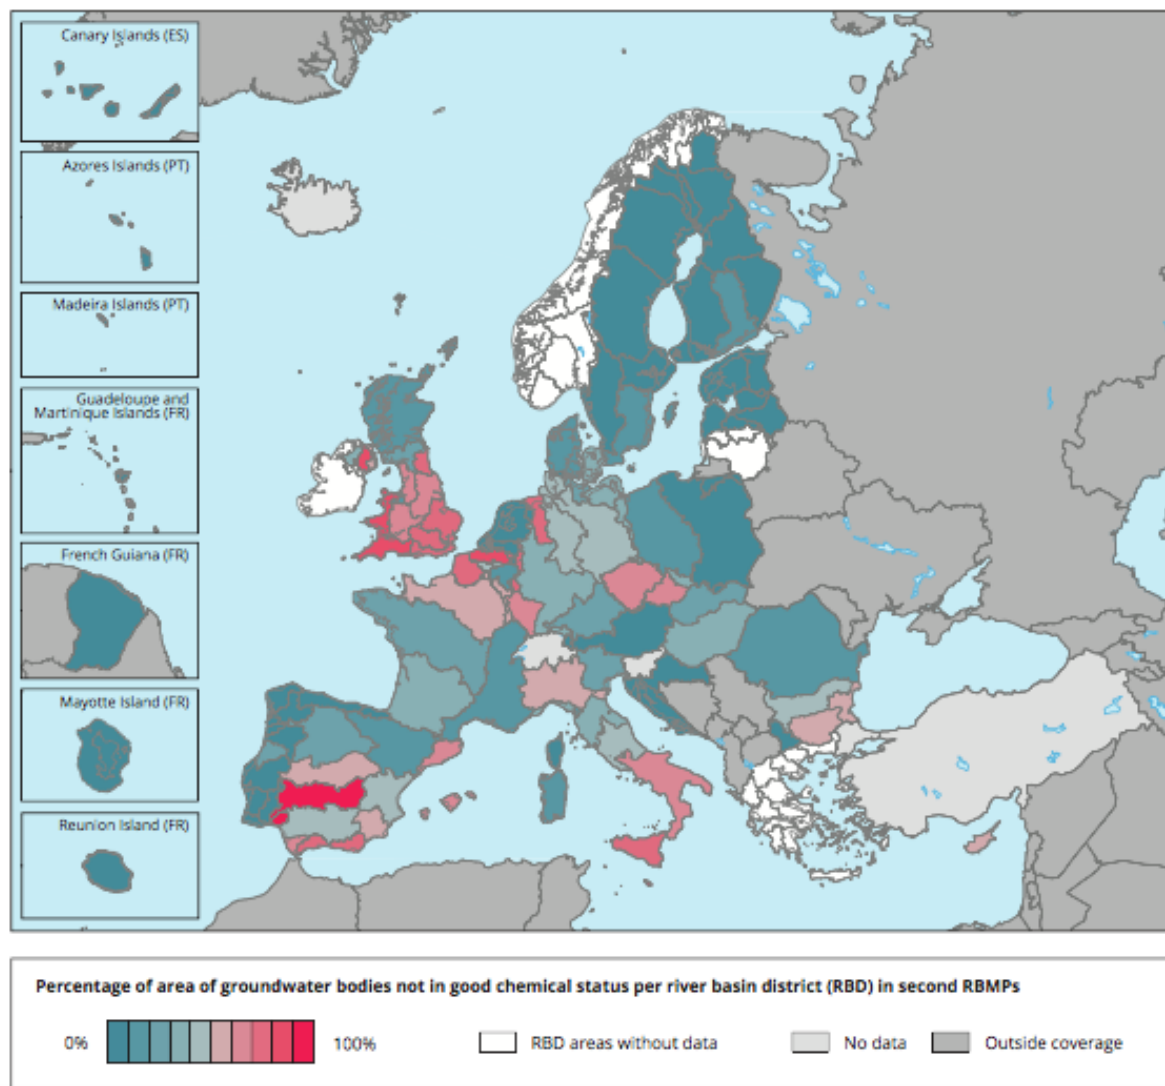 Canary Islands (ES)
Azores Islands (PT)
Madeira Islands (PT)
Guadeloupe and
Martinique Islands (FR)
French Guiana (FR)
Mayotte Island (FR)
Reunion Island (FR)
Percentage of area of groundwater bodies not in good chemical status per river basin district (RBD) in second RBMPs
0% 100% RBD areas without data No data Outside coverage